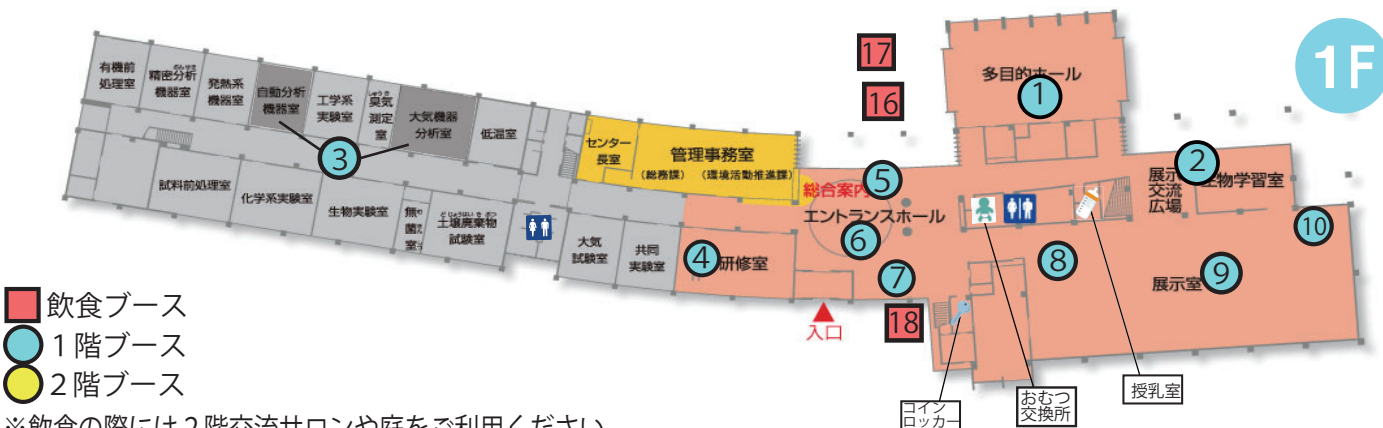 1F
17
16
多目的ホール
1
有機前
処理室
精密分析
機器室
発熱系
機器室
自動分析
機器室
工学系
実験室
しゅうき
臭気
測定
室
大気機器
分析室
低温室
3
センター
長室
管理事務室
(総務課) (環境活動推進課)
5
総合案内
エントランスホール
6
2
展示
交流
広場
生物学習室
10
試料前処理室
化学系実験室
生物実験室
無
菌
室
土壌廃棄物
試験室
大気
試験室
共同
実験室
4
研修室
7
8
展示室
9
入口
18
飲食ブース
1階ブース
2階ブース
コイン
ロッカー
おむつ
交換所
授乳室
※飲食の際には2階交流サロンや庭をご利用ください